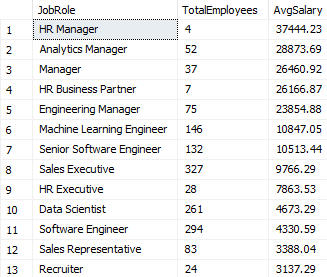 JobRole TotalEmployees AvgSalary
1 HR Manager 4 37444.23
2 Analytics Manager 52 28873.69
3 Manager 37 26460.92
4 HR Business Partner 7 26166.87
5 Engineering Manager 75 23854.88
6 Machine Learning Engineer 146 10847.05
7 Senior Software Engineer 132 10513.44
8 Sales Executive 327 9766.29
9 HR Executive 28 7863.53
10 Data Scientist 261 4673.29
11 Software Engineer 294 4330.59
12 Sales Representative 83 3388.04
13 Recruiter 24 3137.29